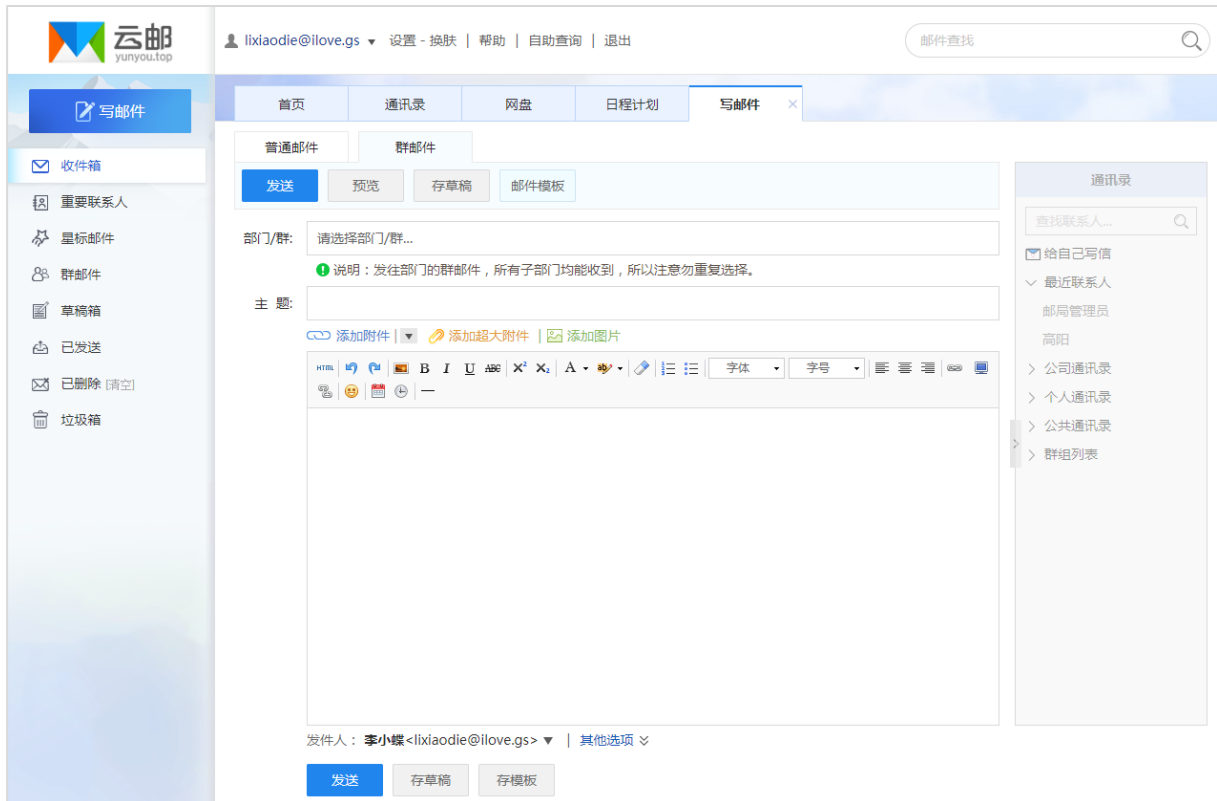 云邮
yunyou.top
lixiaodie@ilove.gs ▼ 设置 - 换肤 | 帮助 | 自助查询 | 退出
邮件查找
写邮件
收件箱
重要联系人
星标邮件
群邮件
草稿箱
已发送
已删除 [清空]
垃圾箱
首页 通讯录 网盘 日程计划 写邮件 ×
普通邮件 群邮件
发送 预览 存草稿 邮件模板
部门/群: 请选择部门/群...
说明：发往部门的群邮件，所有子部门均能收到，所以注意勿重复选择。
主 题:
添加附件 | ▼ 添加超大附件 | 添加图片
HTML B I U ABC X² X₂ A ab 字体 字号
发件人： 李小蝶<lixiaodie@ilove.gs> ▼ | 其他选项
发送 存草稿 存模板
通讯录
查找联系人...
给自己写信
最近联系人
邮局管理员
高阳
公司通讯录
个人通讯录
公共通讯录
群组列表